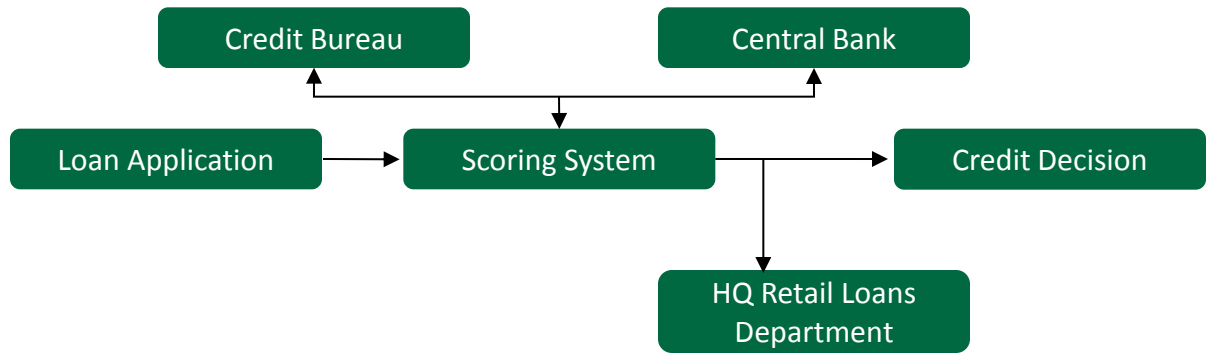 Credit Bureau
Central Bank
Loan Application
Scoring System
Credit Decision
HQ Retail Loans
Department